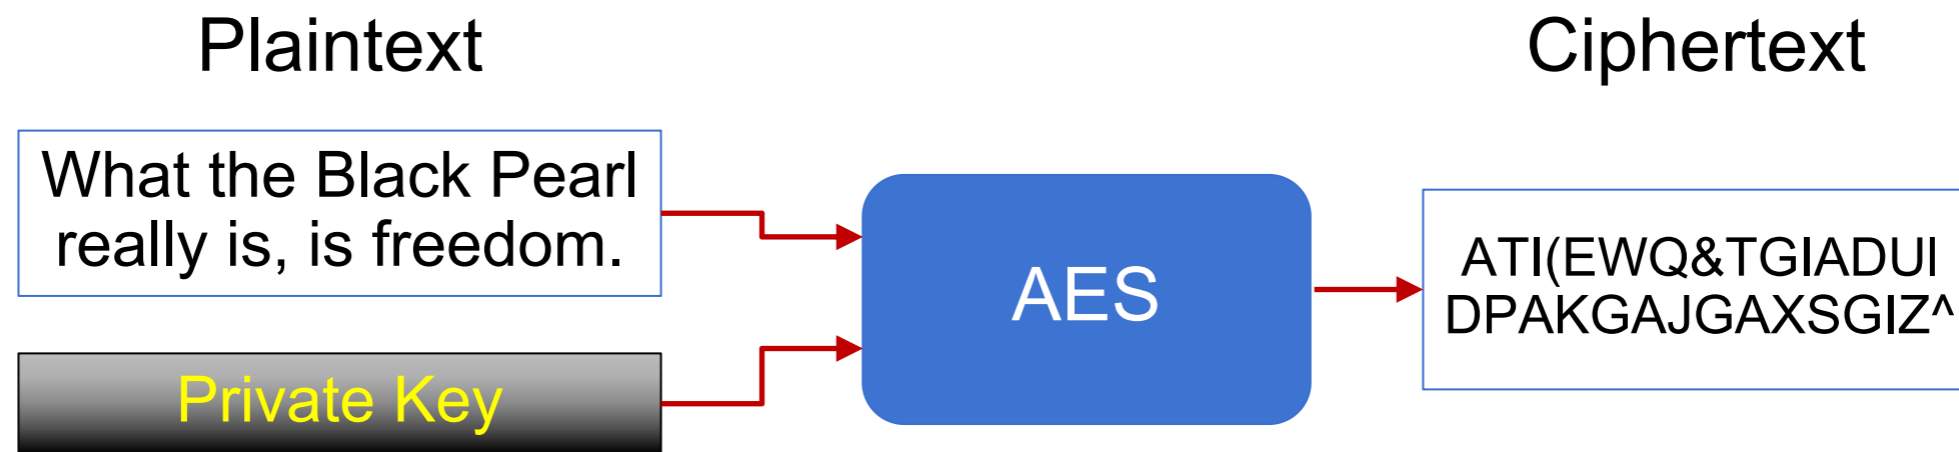 Plaintext
Ciphertext
What the Black Pearl
really is, is freedom.
Private Key
AES
ATI(EWQ&TGIADUI
DPAKGAJGAXSGIZ^